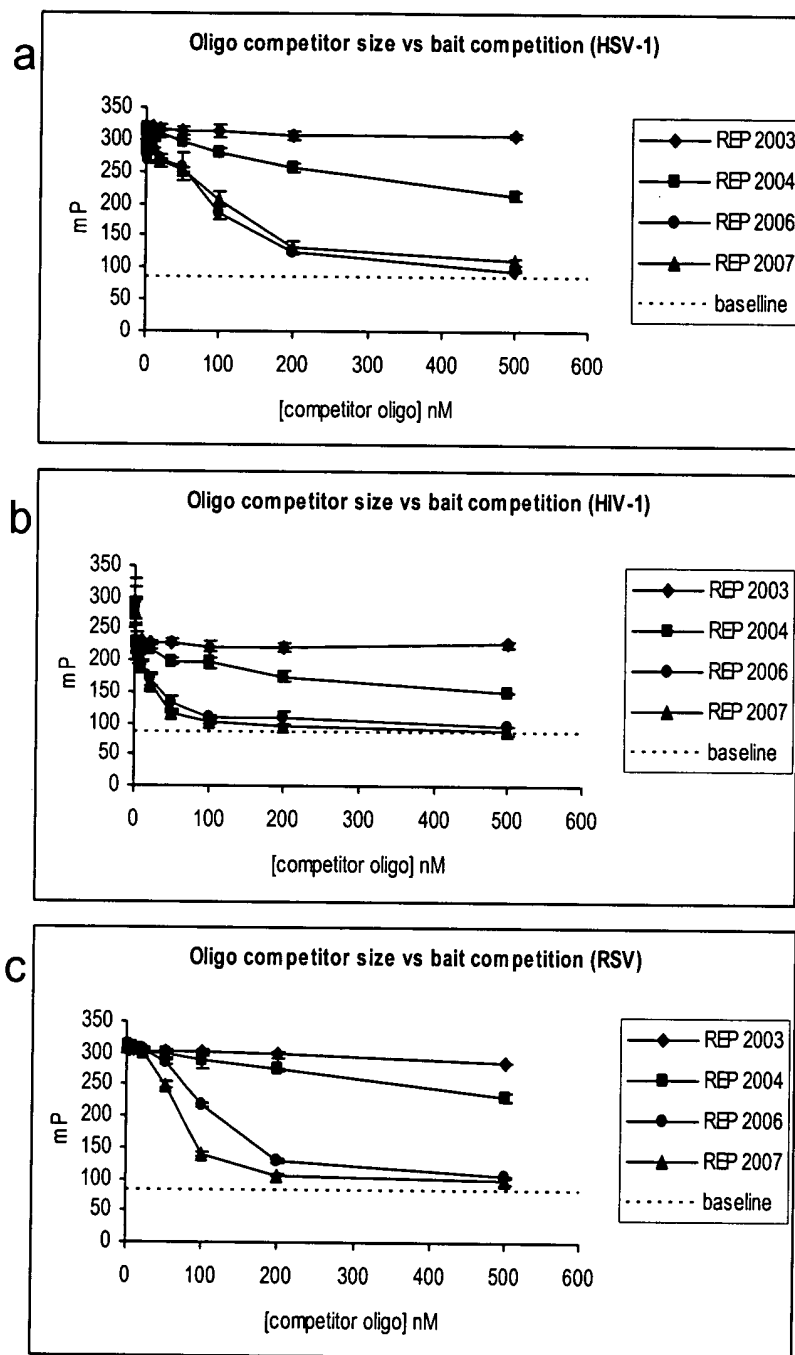 a
Oligo competitor size vs bait competition (HSV-1)
350
300
250
200
150
100
50
0
mP
0 100 200 300 400 500 600
[competitor oligo] nM
REP 2003
REP 2004
REP 2006
REP 2007
baselline
b
Oligo competitor size vs bait competition (HIV-1)
350
300
250
200
150
100
50
0
mP
0 100 200 300 400 500 600
[competitor oligo] nM
REP 2003
REP 2004
REP 2006
REP 2007
baseline
c
Oligo competitor size vs bait competition (RSV)
350
300
250
200
150
100
50
0
mP
0 100 200 300 400 500 600
[competitor oligo] nM
REP 2003
REP 2004
REP 2006
REP 2007
baseline